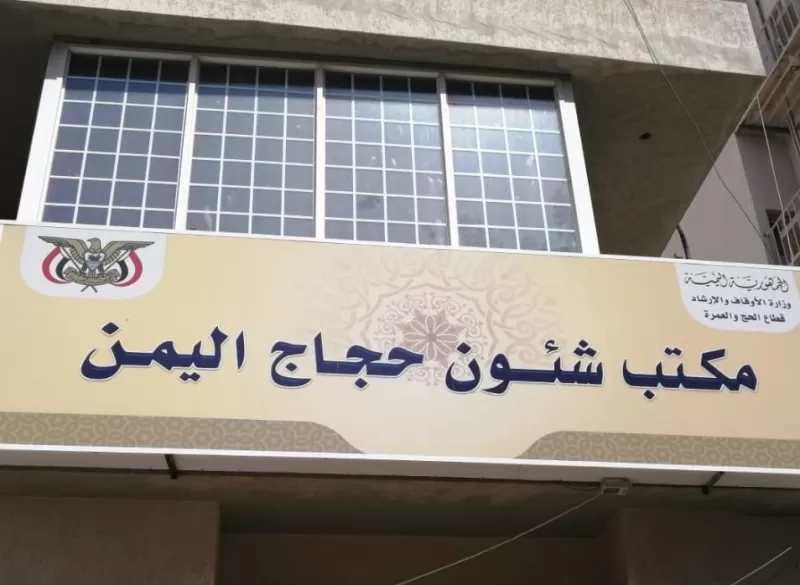 الجمهورية اليمنية
وزارة الأوقاف والإرشاد
قطاع الحج والعمرة
مكتب شئون حجاج اليمن